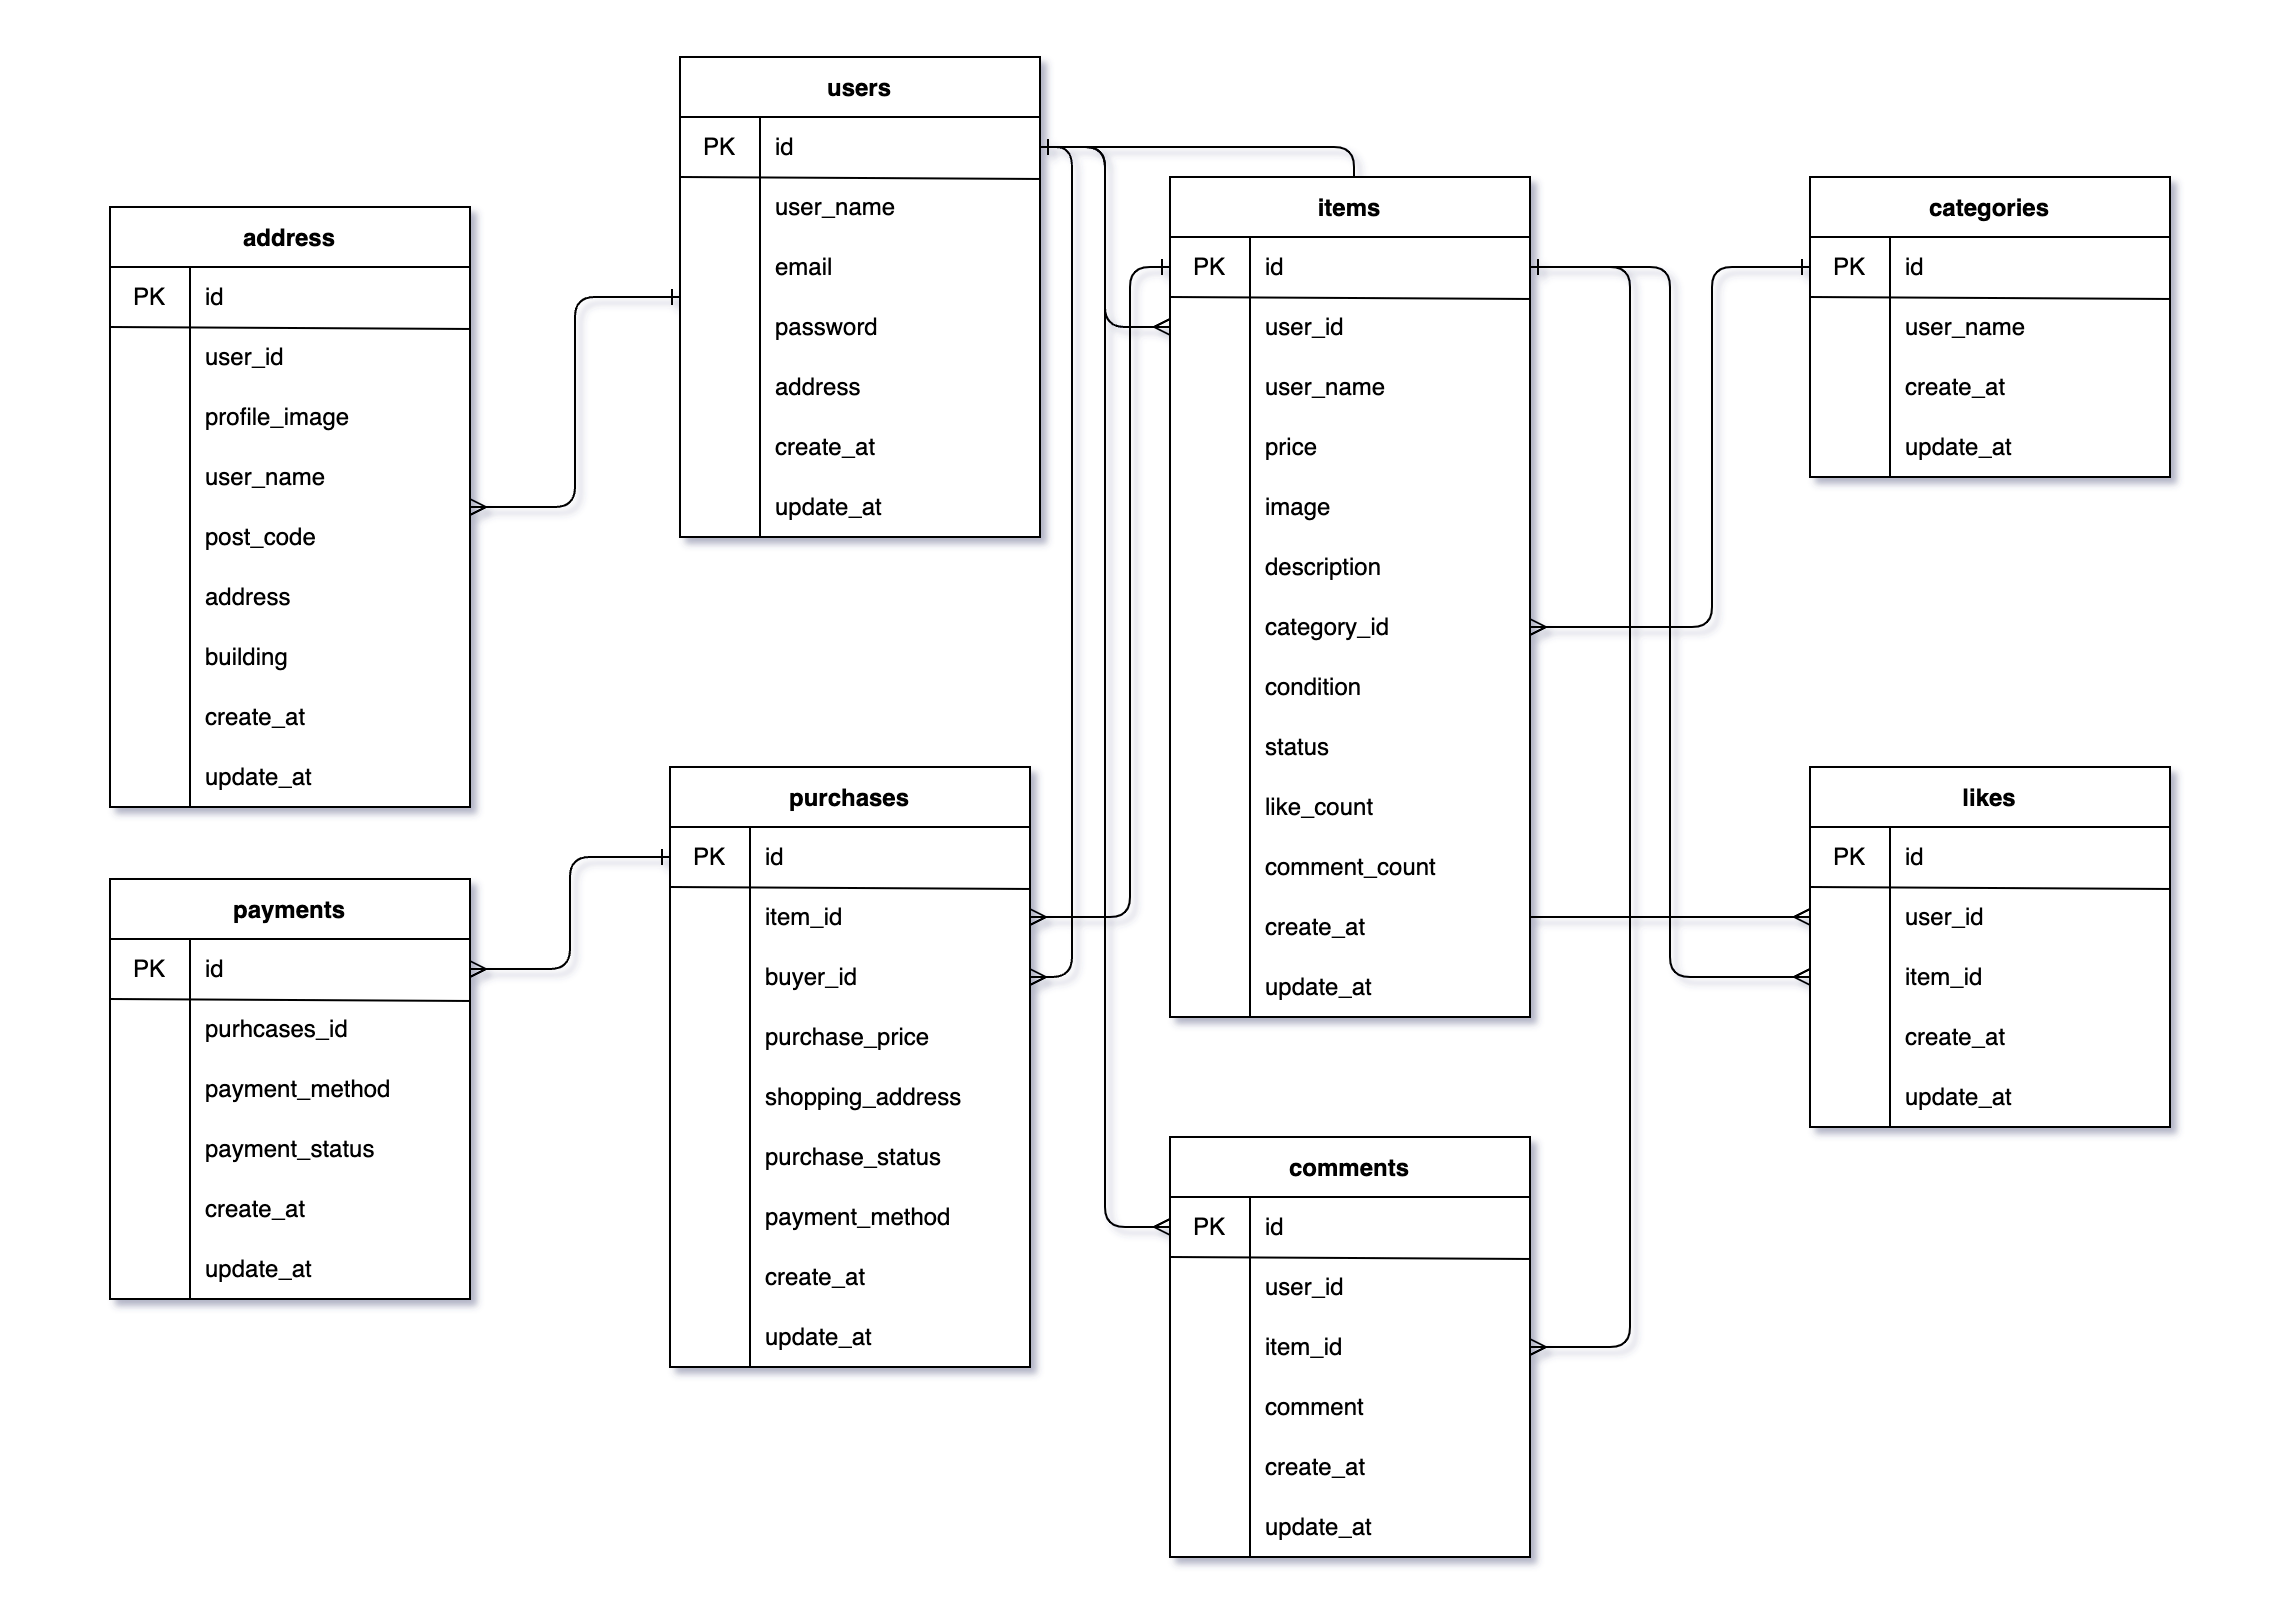 users
PK id
user_name
email
password
address
create_at
update_at
address
PK id
user_id
profile_image
user_name
post_code
address
building
create_at
update_at
items
PK id
user_id
user_name
price
image
description
category_id
condition
status
like_count
comment_count
create_at
update_at
categories
PK id
user_name
create_at
update_at
purchases
PK id
item_id
buyer_id
purchase_price
shopping_address
purchase_status
payment_method
create_at
update_at
likes
PK id
user_id
item_id
create_at
update_at
payments
PK id
purhcases_id
payment_method
payment_status
create_at
update_at
comments
PK id
user_id
item_id
comment
create_at
update_at